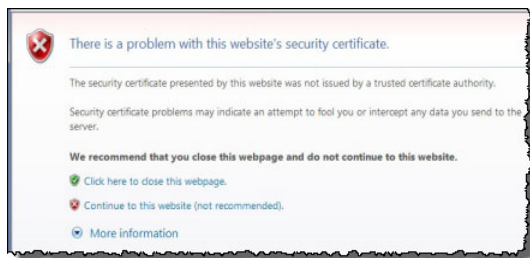 There is a problem with this website's security certificate.
The security certificate presented by this website was not issued by a trusted certificate authority.
Security certificate problems may indicate an attempt to fool you or intercept any data you send to the
server.
We recommend that you close this webpage and do not continue to this website.
Click here to close this webpage.
Continue to this website (not recommended).
More information